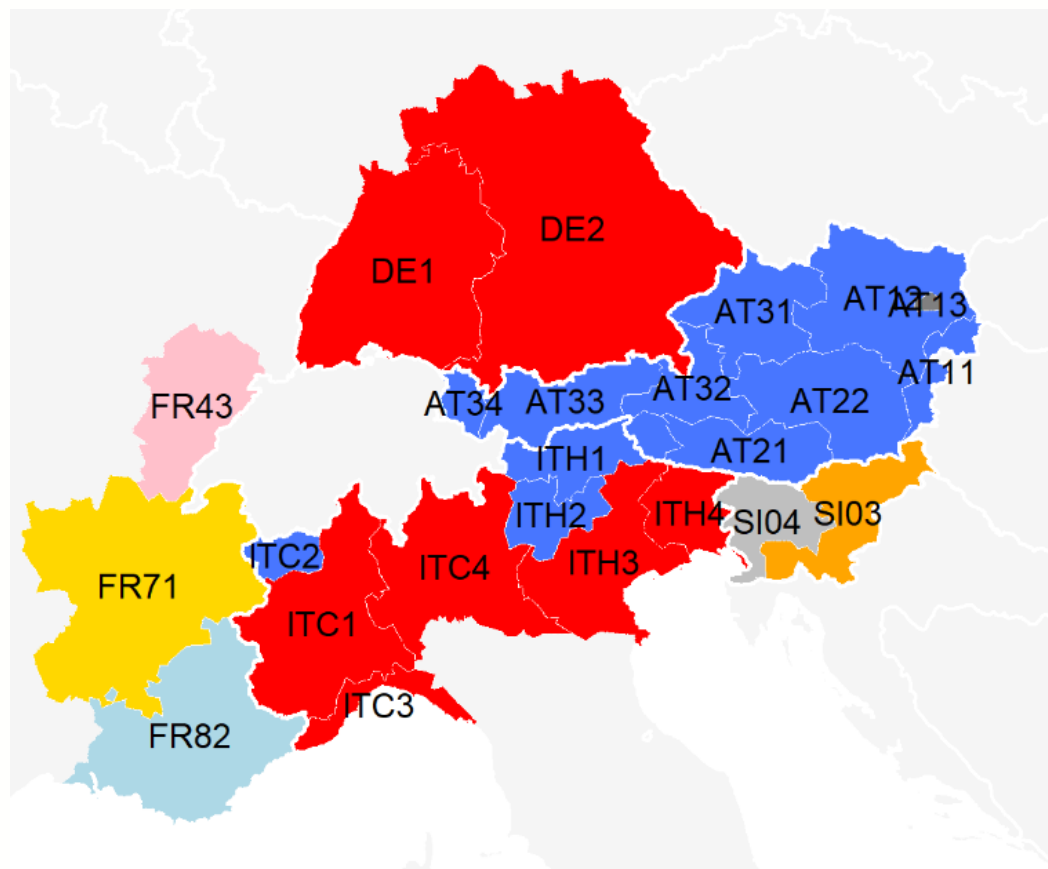 DE2
DE1
AT12
AT13
AT31
AT11
AT32
AT34
AT33
AT22
FR43
AT21
ITH1
ITH2
ITH4
SI04
SI03
ITC2
ITH3
ITC4
FR71
ITC1
ITC3
FR82